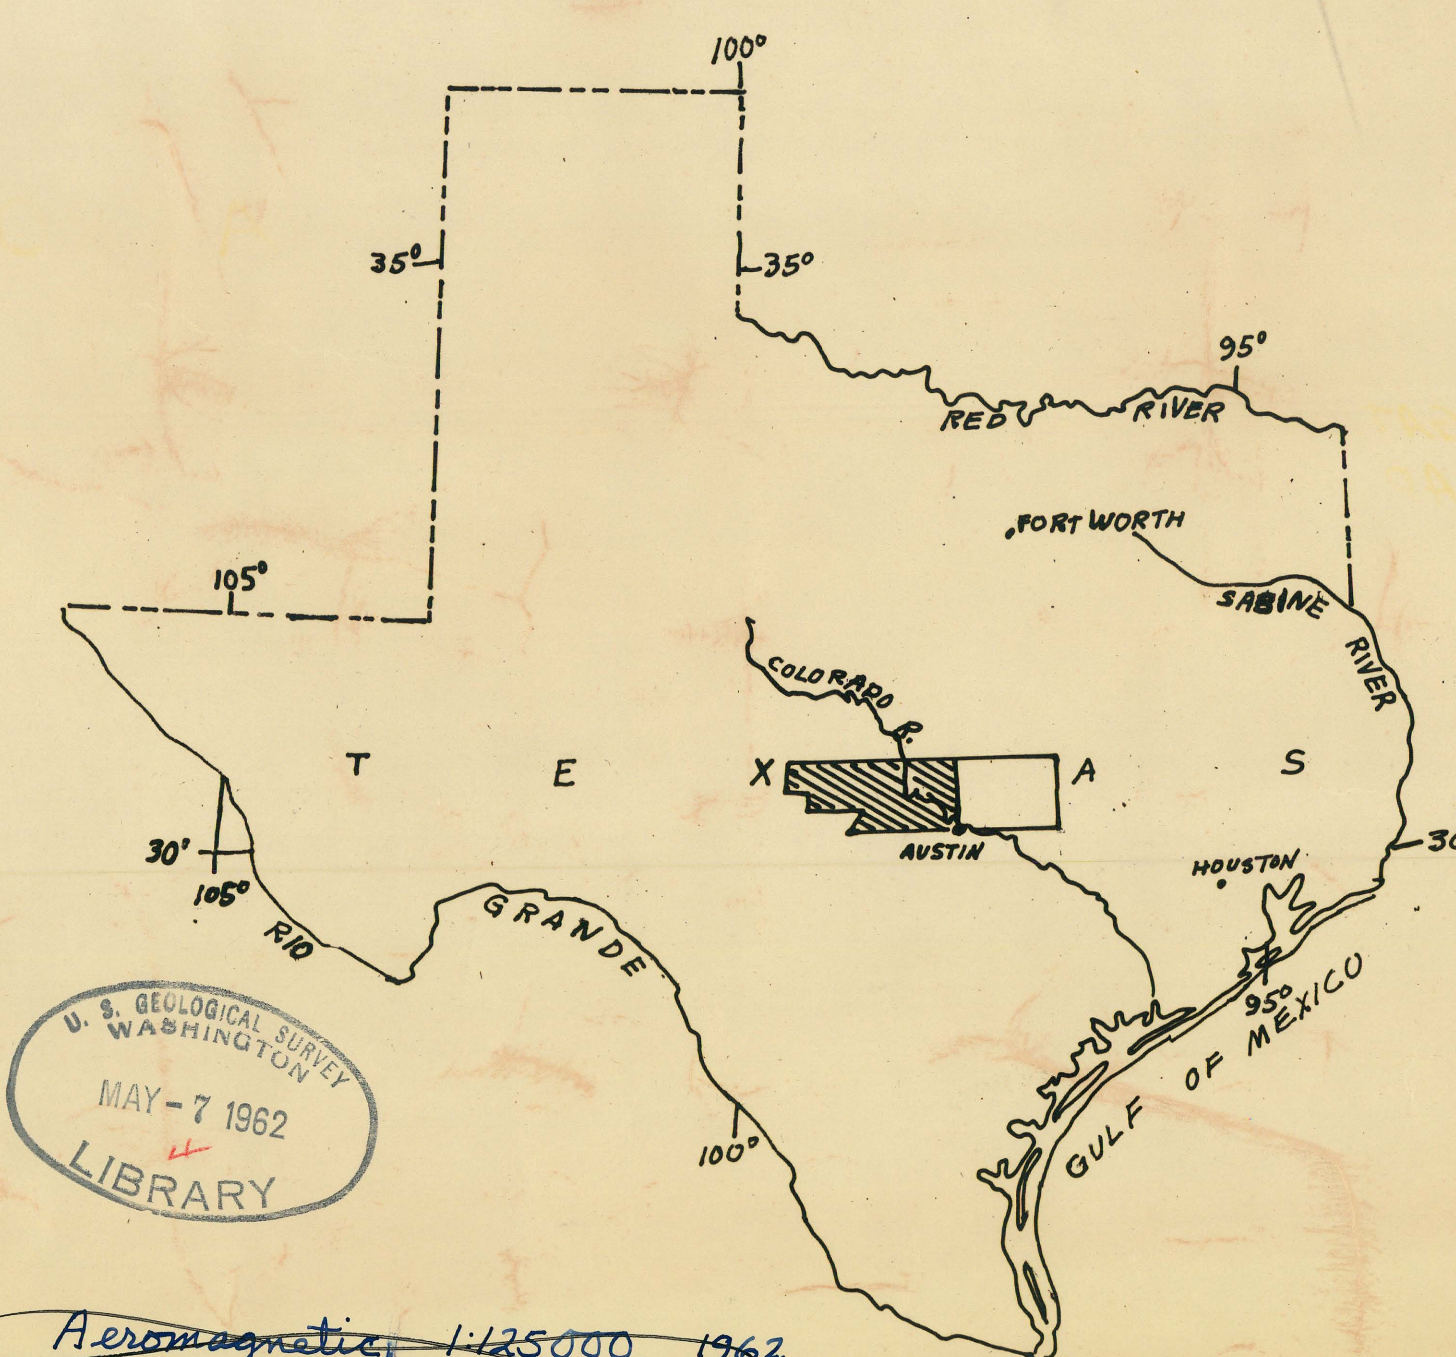 100°
35°
35°
95°
RED RIVER
FORT WORTH
105°
SABINE RIVER
COLORADO R.
T E X A S
30°
105°
AUSTIN
HOUSTON
30
RIO GRANDE
95°
GULF OF MEXICO
100°
U. S. GEOLOGICAL SURVEY
WASHINGTON
MAY - 7 1962
LIBRARY
Aeromagnetic 1:125000 1962